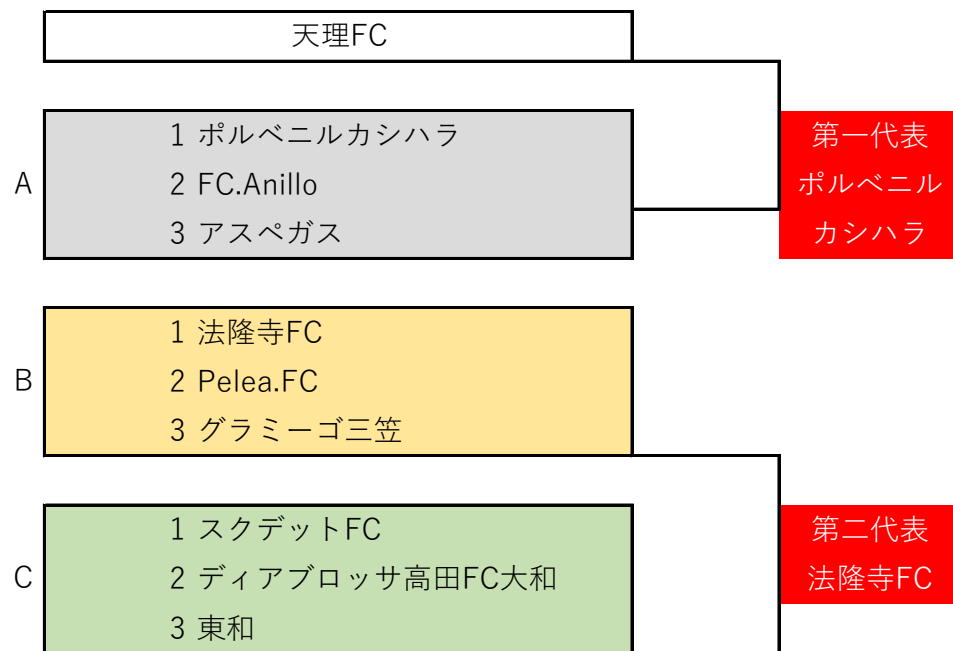 天理FC
A
1 ポルベニルカシハラ
2 FC.Anillo
3 アスペガス
第一代表
ポルベニル
カシハラ
B
1 法隆寺FC
2 Pelea.FC
3 グラミーゴ三笠
C
1 スクデットFC
2 ディアブロッサ高田FC大和
3 東和
第二代表
法隆寺FC